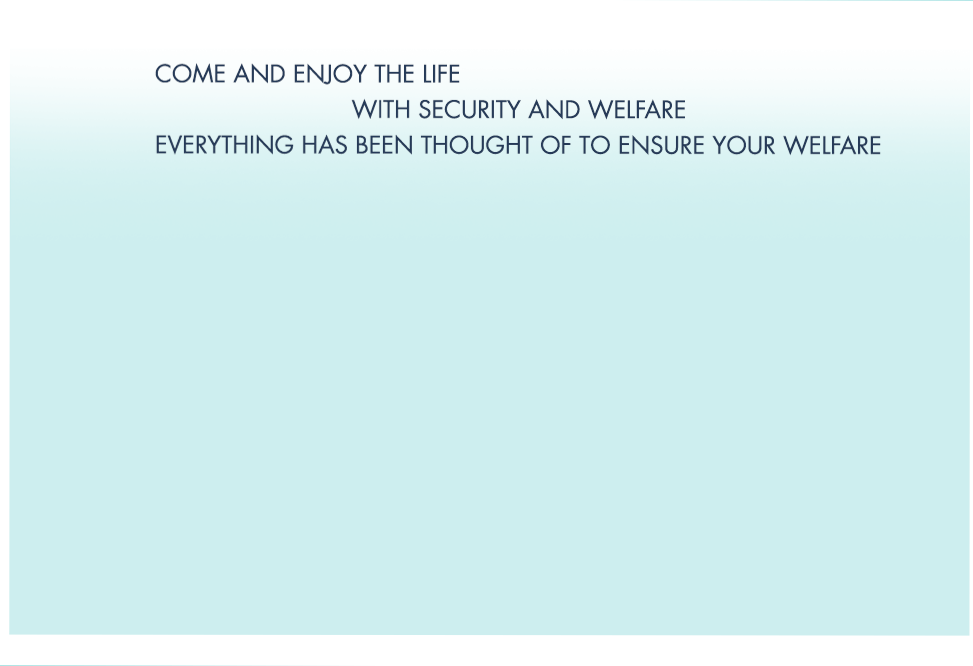 COME AND ENJOY THE LIFE
WITH SECURITY AND WELFARE
EVERYTHING HAS BEEN THOUGHT OF TO ENSURE YOUR WELFARE